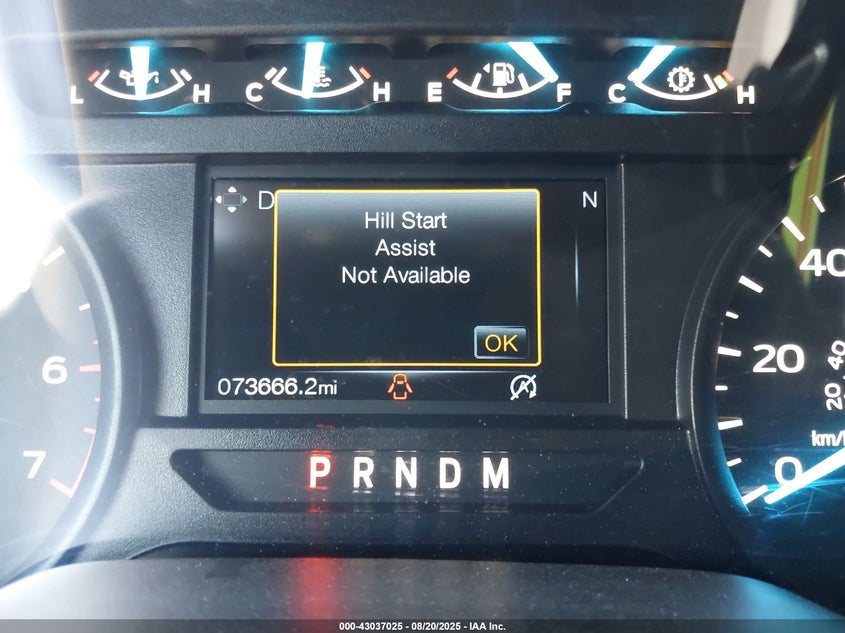 L H C H E F C H
D N
Hill Start
Assist
Not Available
OK
073666.2mi
P R N D M
6
7
40
20
0
40
20
km/
000-43037025 - 08/20/2025 - IAA Inc.